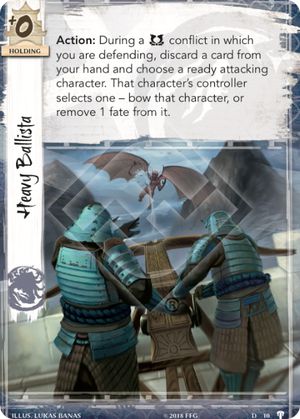 +0
HOLDING
Action: During a conflict in which
you are defending, discard a card from
your hand and choose a ready attacking
character. That character's controller
selects one – bow that character, or
remove 1 fate from it.
Heavy Ballista
ILLUS. LUKAS BANAS
© 2018 FFG
D 10